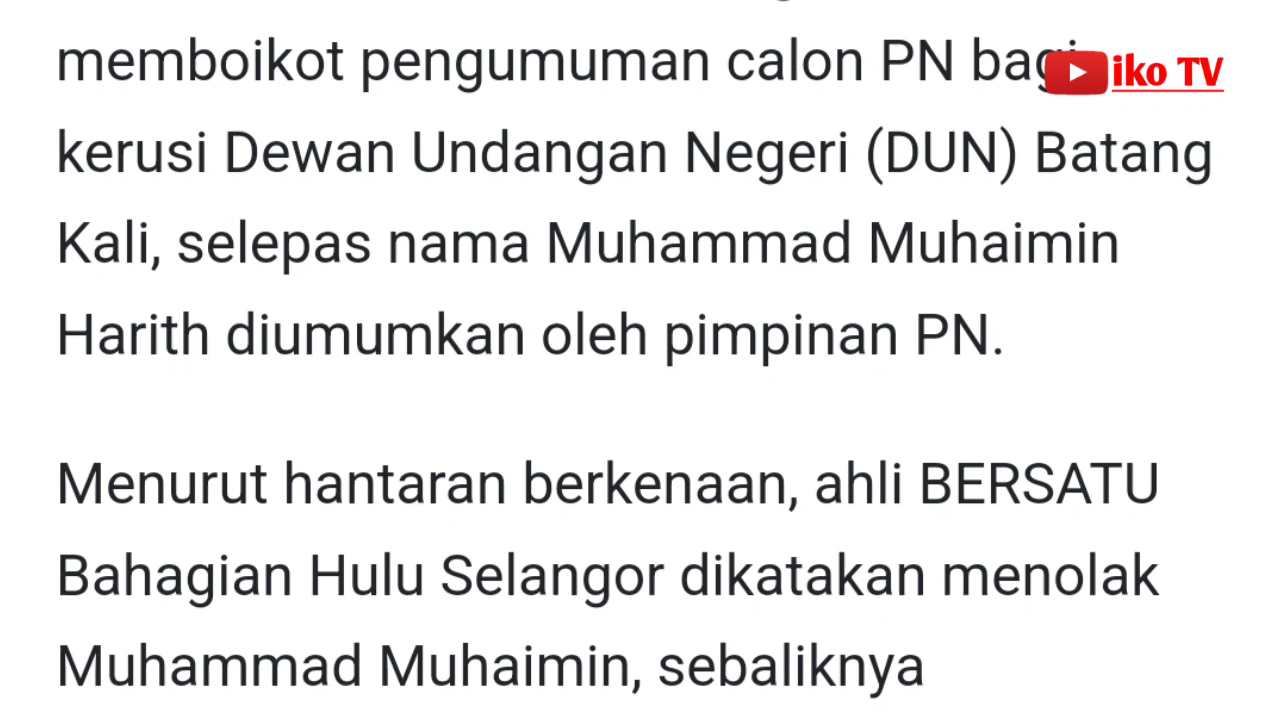 memboikot pengumuman calon PN bagi
iko TV
kerusi Dewan Undangan Negeri (DUN) Batang
Kali, selepas nama Muhammad Muhaimin
Harith diumumkan oleh pimpinan PN.
Menurut hantaran berkenaan, ahli BERSATU
Bahagian Hulu Selangor dikatakan menolak
Muhammad Muhaimin, sebaliknya